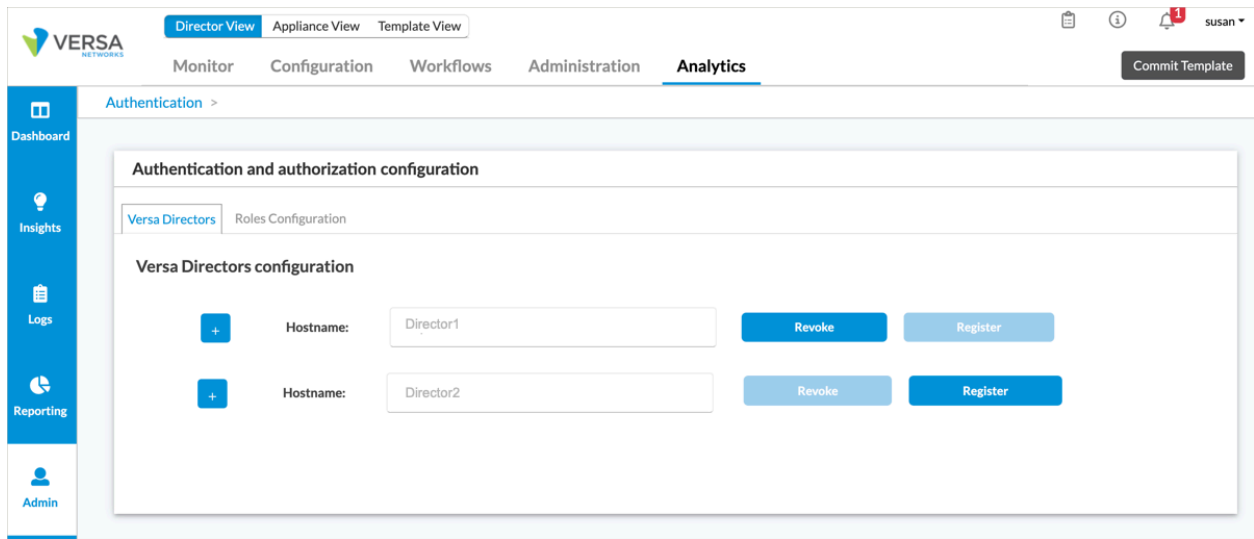 VERSA
NETWORKS
Director View Appliance View Template View
1
susan
Monitor Configuration Workflows Administration Analytics
Commit Template
Authentication >
Dashboard
Insights
Logs
Reporting
Admin
Authentication and authorization configuration
Versa Directors Roles Configuration
Versa Directors configuration
+ Hostname: Director1 Revoke Register
+ Hostname: Director2 Revoke Register